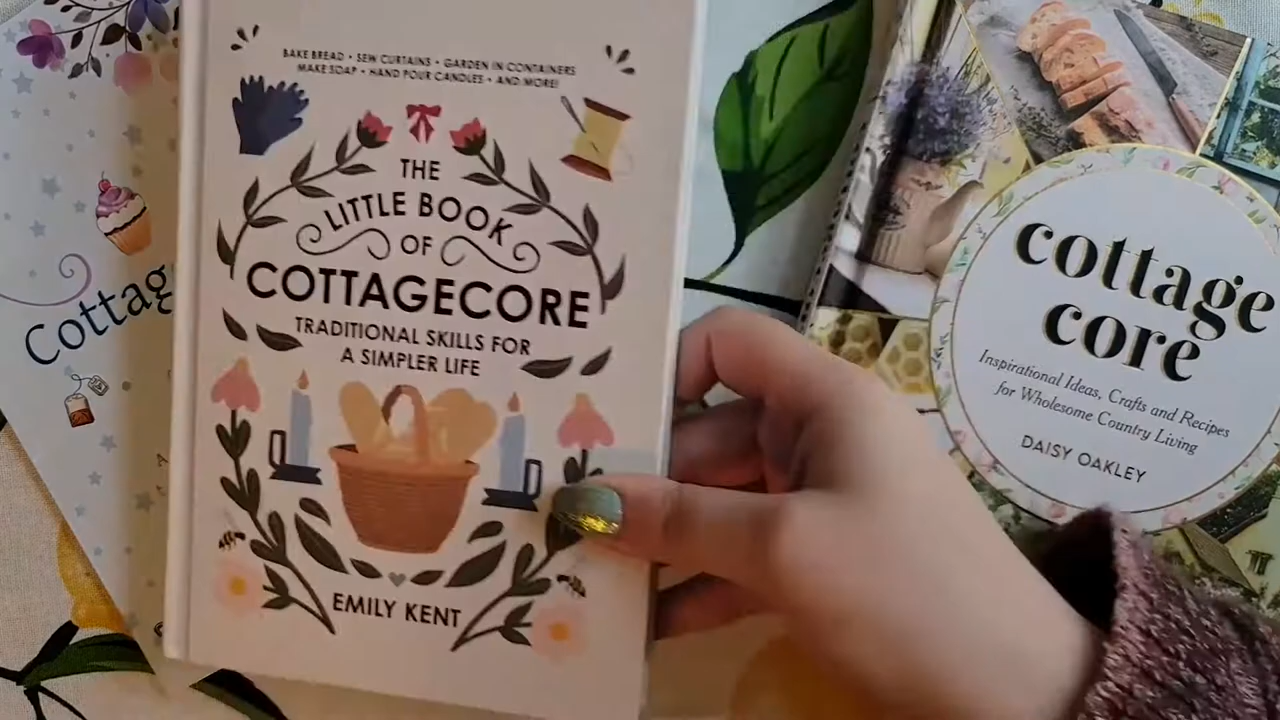 BAKE BREAD • SEW CURTAINS • GARDEN IN CONTAINERS
MAKE SOAP • HAND POUR CANDLES • AND MORE!
THE
LITTLE BOOK
OF
COTTAGECORE
TRADITIONAL SKILLS FOR
A SIMPLER LIFE
EMILY KENT
Cottag
cottage
core
Inspirational Ideas, Crafts and Recipes
for Wholesome Country Living
DAISY OAKLEY